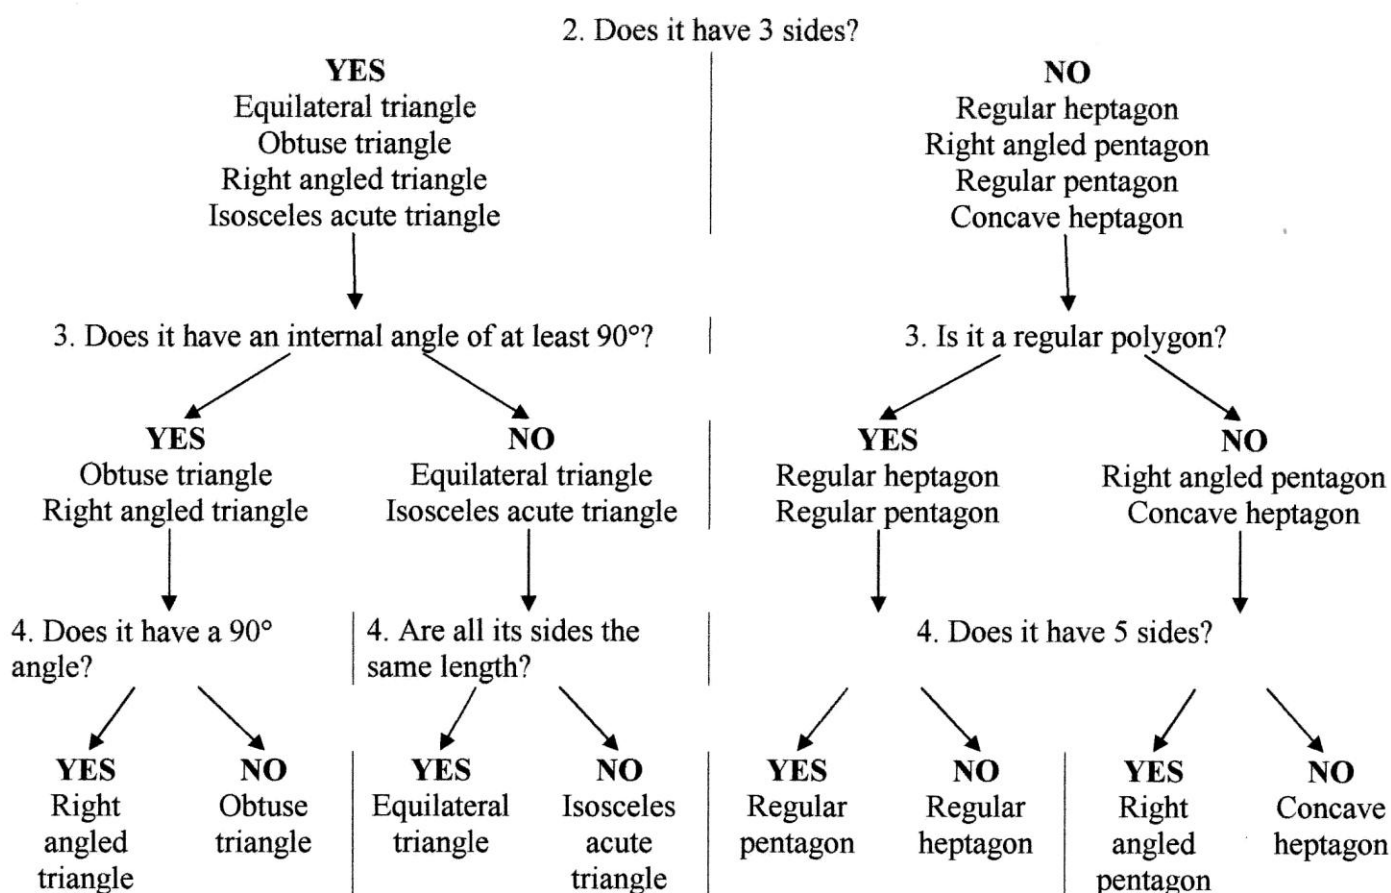 2. Does it have 3 sides?
YES
Equilateral triangle
Obtuse triangle
Right angled triangle
Isosceles acute triangle
NO
Regular heptagon
Right angled pentagon
Regular pentagon
Concave heptagon
3. Does it have an internal angle of at least 90°?
3. Is it a regular polygon?
YES
Obtuse triangle
Right angled triangle
NO
Equilateral triangle
Isosceles acute triangle
YES
Regular heptagon
Regular pentagon
NO
Right angled pentagon
Concave heptagon
4. Does it have a 90°
angle?
4. Are all its sides the
same length?
4. Does it have 5 sides?
YES
Right
angled
triangle
NO
Obtuse
triangle
YES
Equilateral
triangle
NO
Isosceles
acute
triangle
YES
Regular
pentagon
NO
Regular
heptagon
YES
Right
angled
pentagon
NO
Concave
heptagon